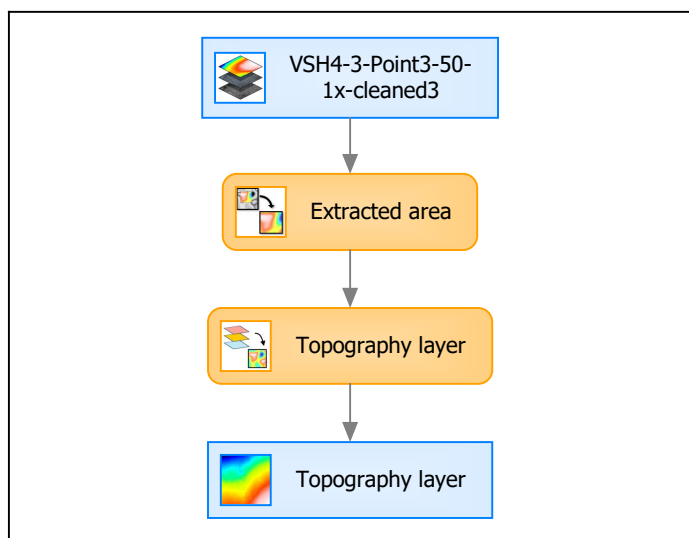 VSH4-3-Point3-50-
1x-cleaned3
Extracted area
Topography layer
Topography layer